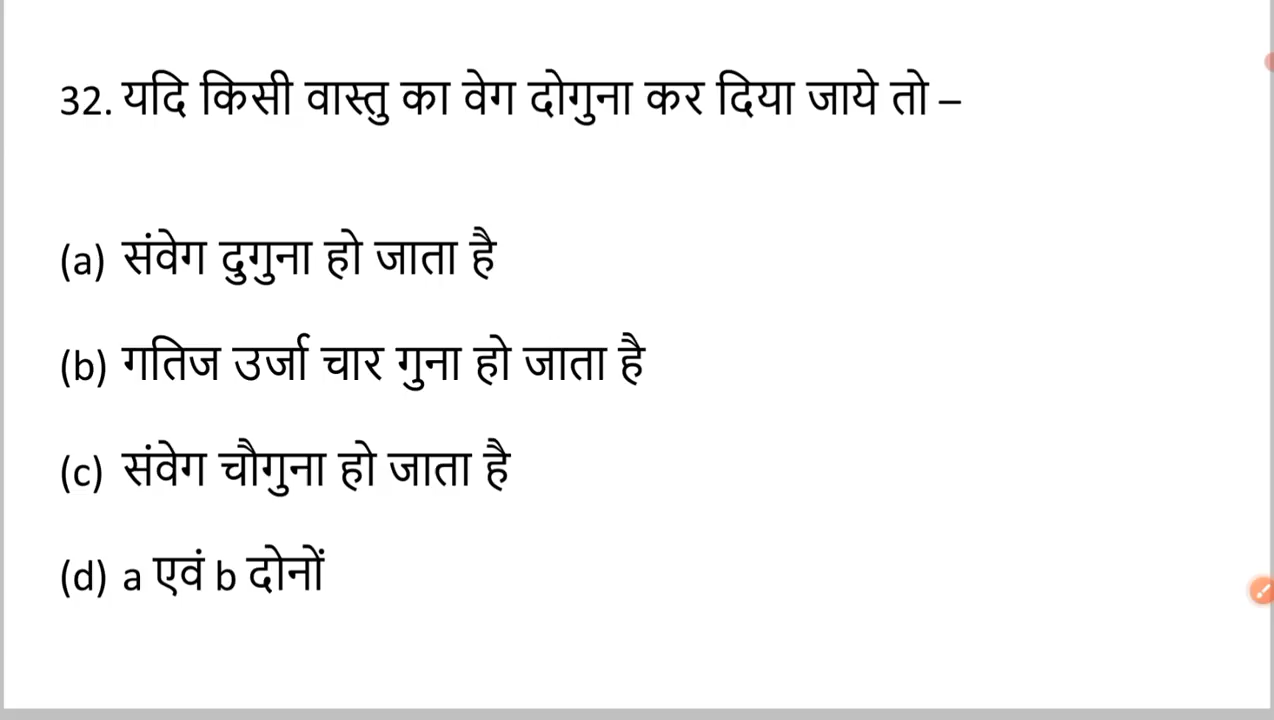 32. यदि किसी वास्तु का वेग दोगुना कर दिया जाये तो –
(a) संवेग दुगुना हो जाता है
(b) गतिज उर्जा चार गुना हो जाता है
(c) संवेग चौगुना हो जाता है
(d) a एवं b दोनों